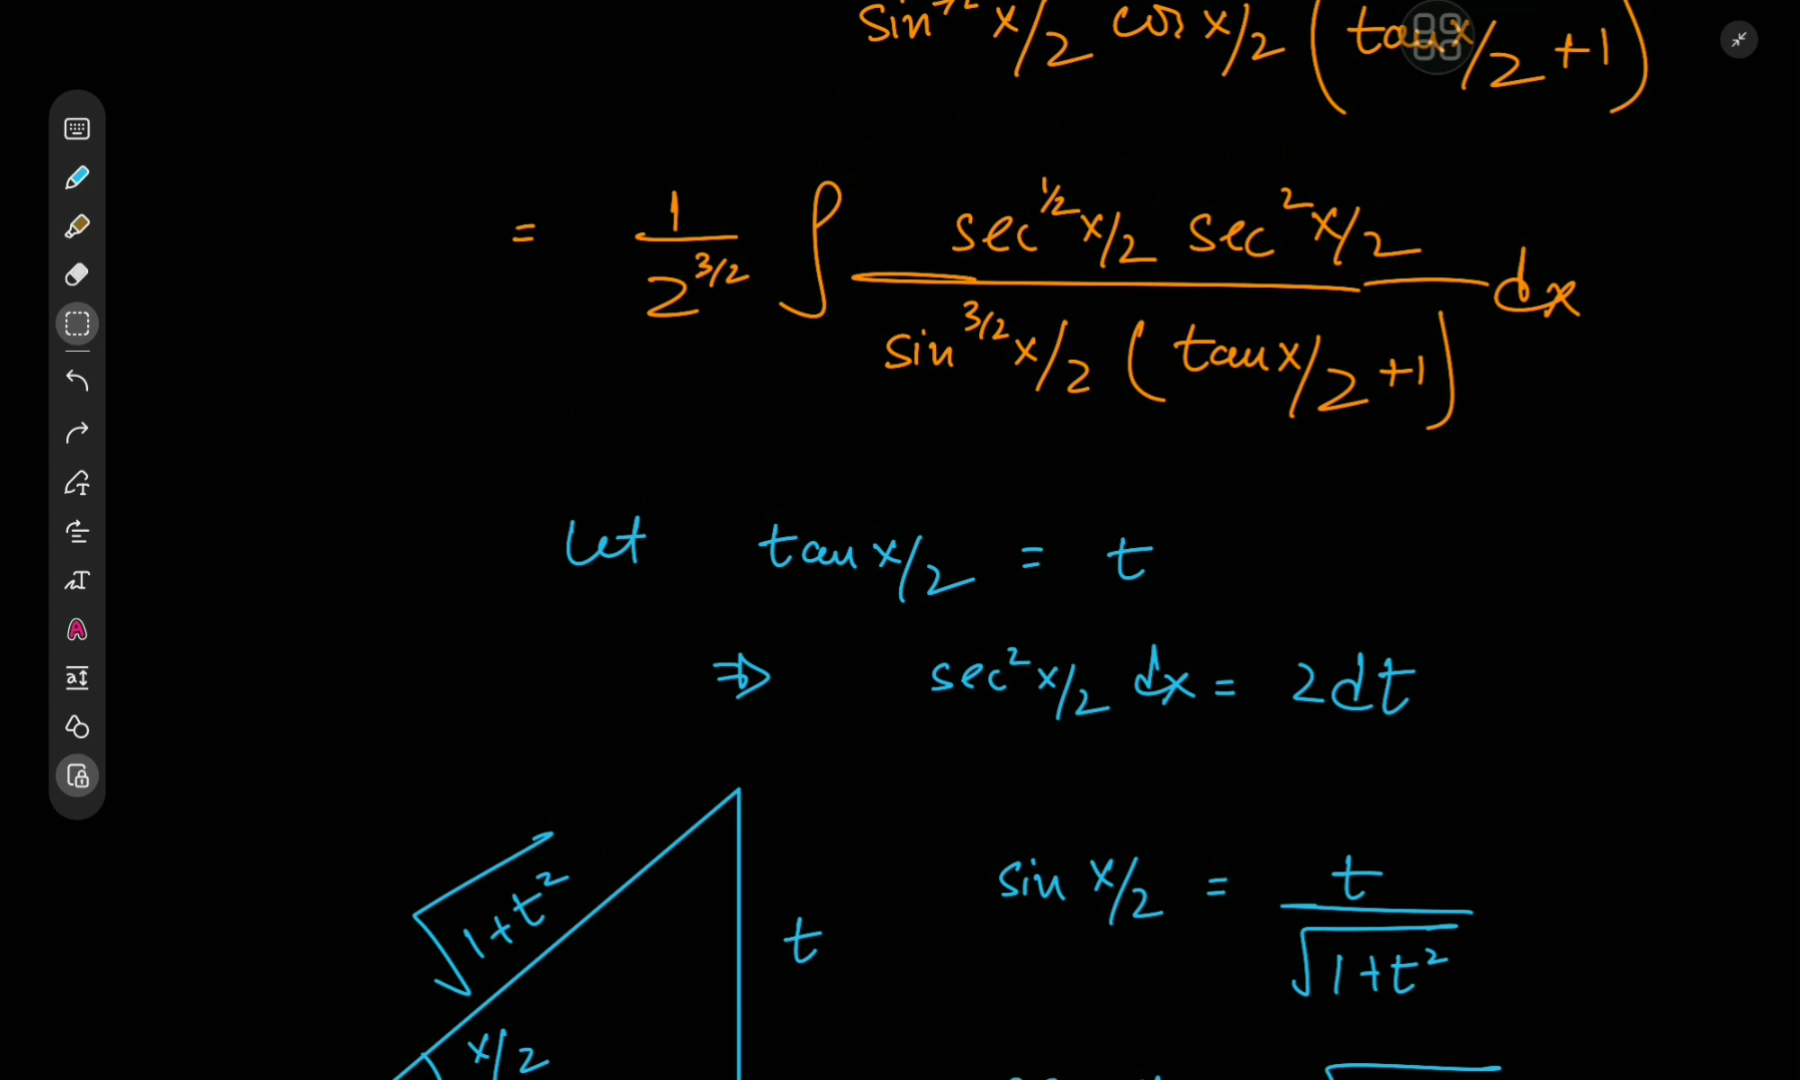 sin x/2 cos x/2 (tan x/2 + 1)
= 1/2^{3/2} ∫ sec^{1/2} x/2 sec^2 x/2 / sin^{3/2} x/2 (tan x/2 + 1) dx
Let tan x/2 = t
⇒ sec^2 x/2 dx = 2dt
√1+t^2
t
sin x/2 = t/√1+t^2
x/2